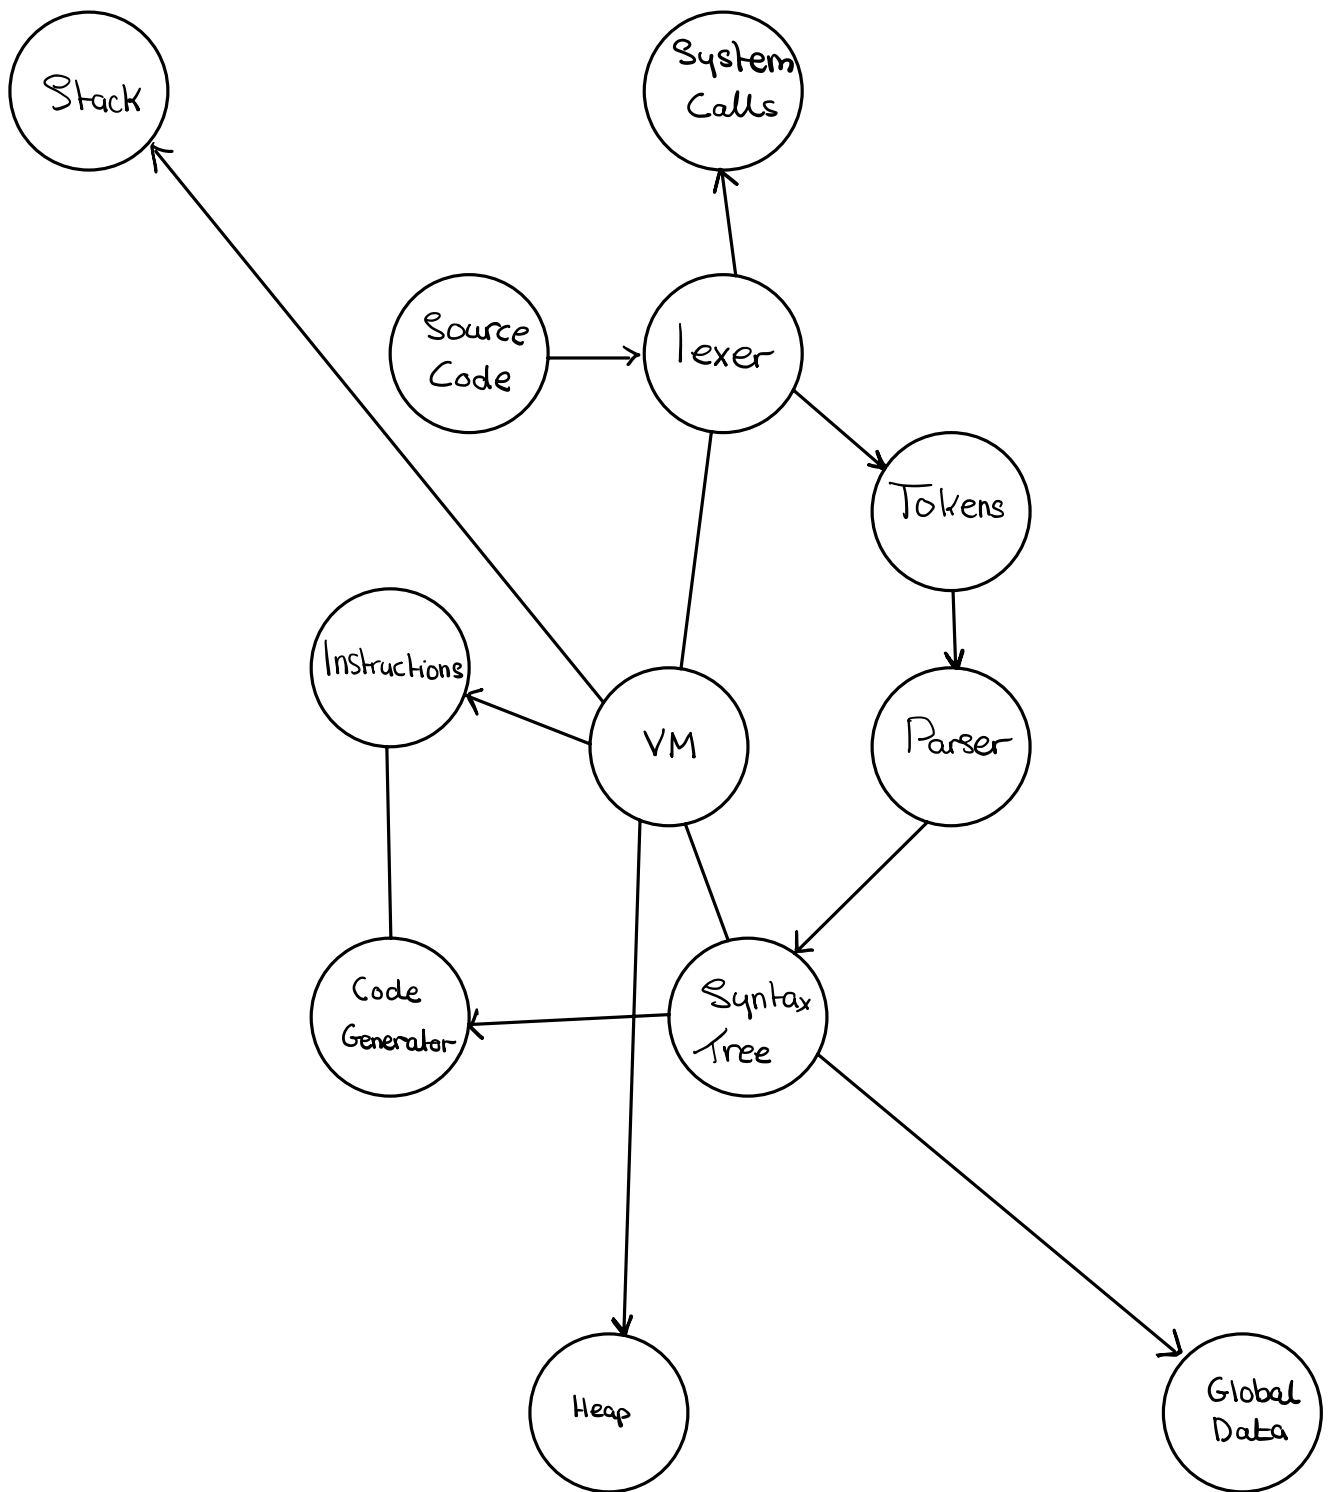 Stack
System
Calls
Source
Code
lexer
Tokens
Instructions
VM
Parser
Code
Generator
Syntax
Tree
Heap
Global
Data